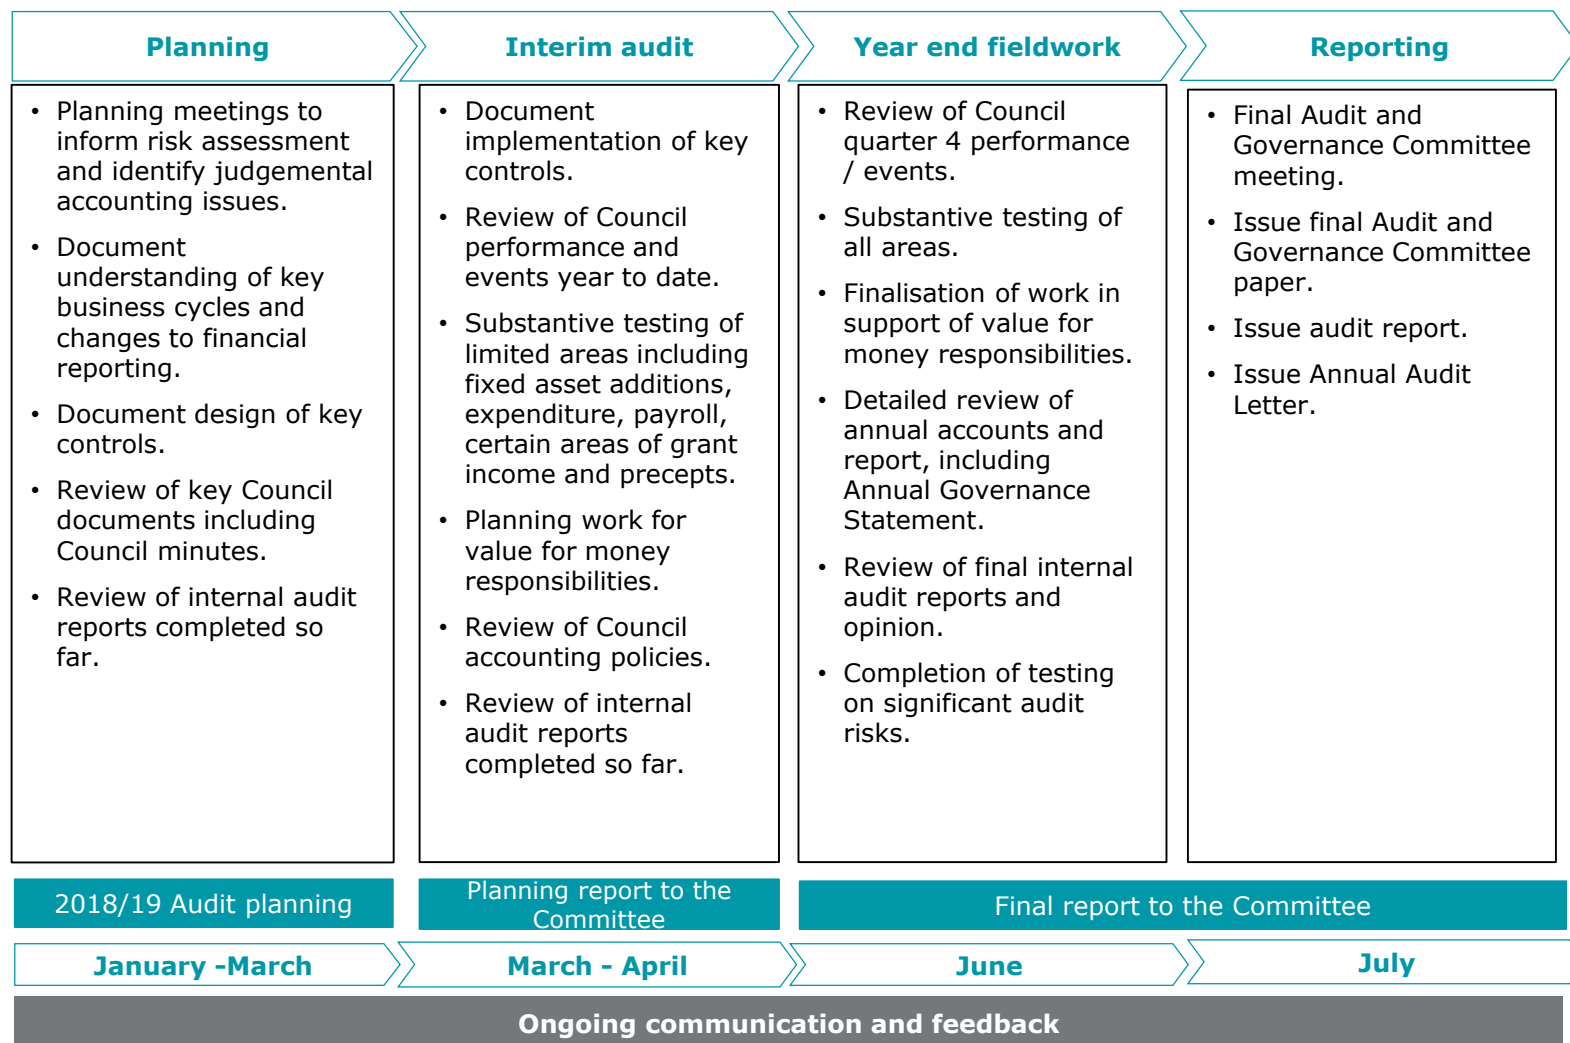 Planning
Interim audit
Year end fieldwork
Reporting
• Planning meetings to
inform risk assessment
and identify judgemental
accounting issues.
• Document
understanding of key
business cycles and
changes to financial
reporting.
• Document design of key
controls.
• Review of key Council
documents including
Council minutes.
• Review of internal audit
reports completed so
far.
• Document
implementation of key
controls.
• Review of Council
performance and
events year to date.
• Substantive testing of
limited areas including
fixed asset additions,
expenditure, payroll,
certain areas of grant
income and precepts.
• Planning work for
value for money
responsibilities.
• Review of Council
accounting policies.
• Review of internal
audit reports
completed so far.
• Review of Council
quarter 4 performance
/ events.
• Substantive testing of
all areas.
• Finalisation of work in
support of value for
money responsibilities.
• Detailed review of
annual accounts and
report, including
Annual Governance
Statement.
• Review of final internal
audit reports and
opinion.
• Completion of testing
on significant audit
risks.
• Final Audit and
Governance Committee
meeting.
• Issue final Audit and
Governance Committee
paper.
• Issue audit report.
• Issue Annual Audit
Letter.
2018/19 Audit planning
Planning report to the
Committee
Final report to the Committee
January -March
March - April
June
July
Ongoing communication and feedback